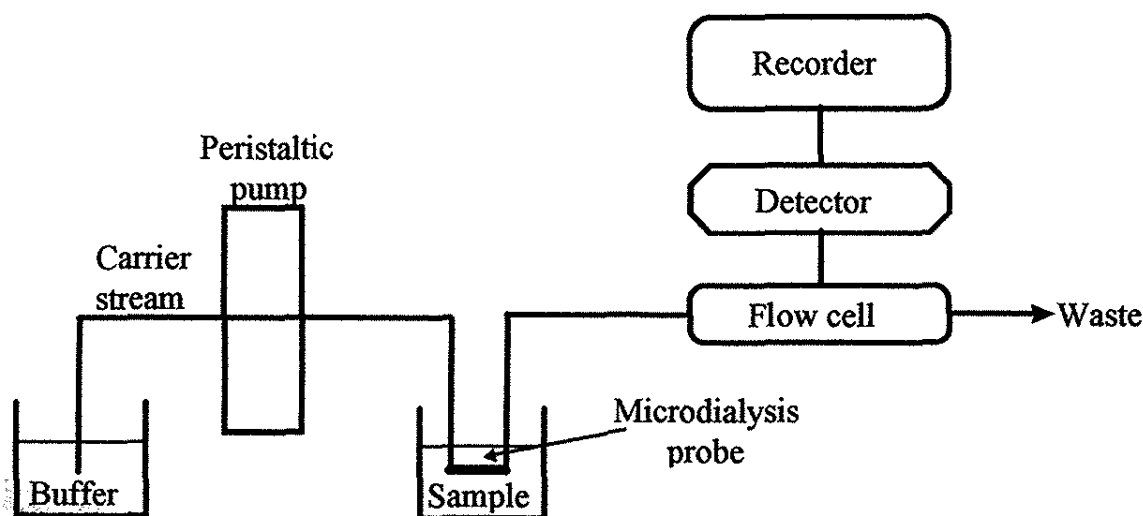 Recorder
Peristaltic
pump
Detector
Carrier
stream
Flow cell
Waste
Microdialysis
probe
Buffer
Sample